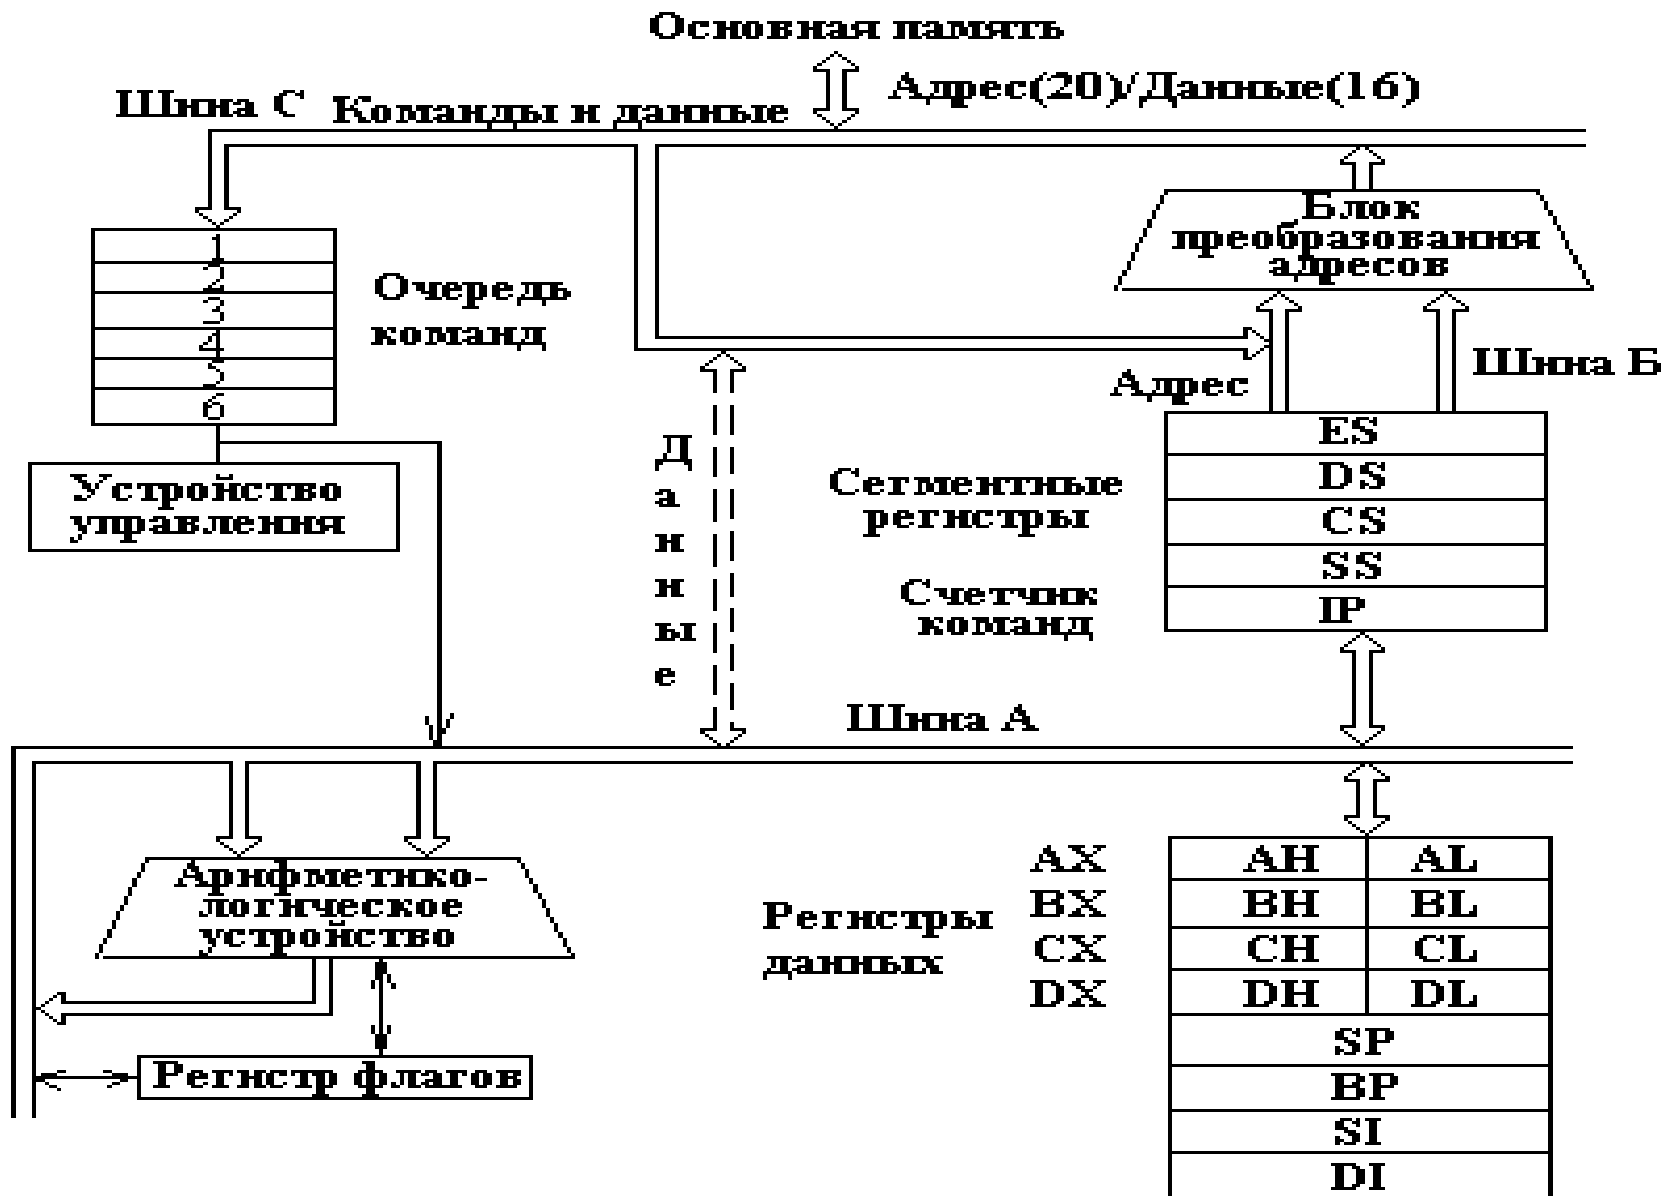 Основная память
Адрес(20)/Данные(16)
Шина С
Команды и данные
Блок
преобразования
адресов
1
2
3
4
5
6
Очередь
команд
Адрес
Шина Б
Устройство
управления
Данные
Сегментные
регистры
Счетчик
команд
ES
DS
CS
SS
IP
Шина А
Арифметико-
логическое
устройство
Регистр флагов
Регистры
данных
AX AH AL
BX BH BL
CX CH CL
DX DH DL
SP
BP
SI
DI